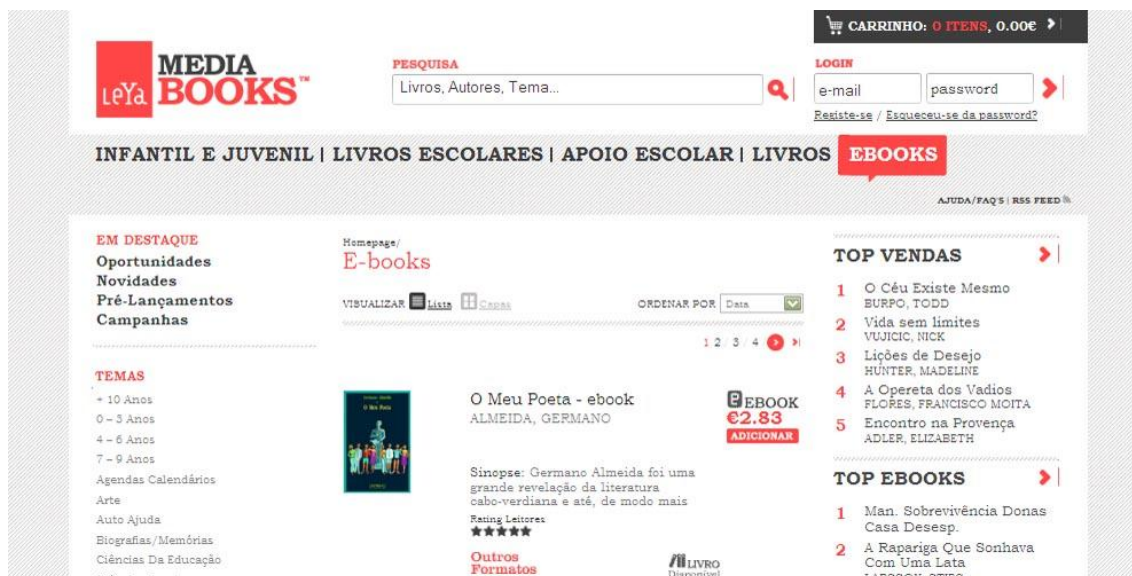 CARRINHO: 0 ITENS, 0.00€
LeYa MEDIA BOOKS™
PESQUISA
Livros, Autores, Tema...
LOGIN
e-mail
password
Registe-se / Esqueceu-se da password?
INFANTIL E JUVENIL | LIVROS ESCOLARES | APOIO ESCOLAR | LIVROS EBOOKS
AJUDA/FAQ'S | RSS FEED
EM DESTAQUE
Oportunidades
Novidades
Pré-Lançamentos
Campanhas
TEMAS
+ 10 Anos
0 – 3 Anos
4 – 6 Anos
7 – 9 Anos
Agendas Calendários
Arte
Auto Ajuda
Biografias/Memórias
Ciências Da Educação
Homepage/
E-books
VISUALIZAR Lista Capas
ORDENAR POR Data
1 2 / 3 / 4
O Meu Poeta
O Meu Poeta - ebook
ALMEIDA, GERMANO
EBOOK
€2.83
ADICIONAR
Sinopse: Germano Almeida foi uma
grande revelação da literatura
cabo-verdiana e até, de modo mais
Rating Leitores
Outros
Formatos
LIVRO
Disponível
TOP VENDAS
1 O Céu Existe Mesmo
BURPO, TODD
2 Vida sem limites
VUJICIC, NICK
3 Lições de Desejo
HUNTER, MADELINE
4 A Opereta dos Vadios
FLORES, FRANCISCO MOITA
5 Encontro na Provença
ADLER, ELIZABETH
TOP EBOOKS
1 Man. Sobrevivência Donas
Casa Desesp.
2 A Rapariga Que Sonhava
Com Uma Lata